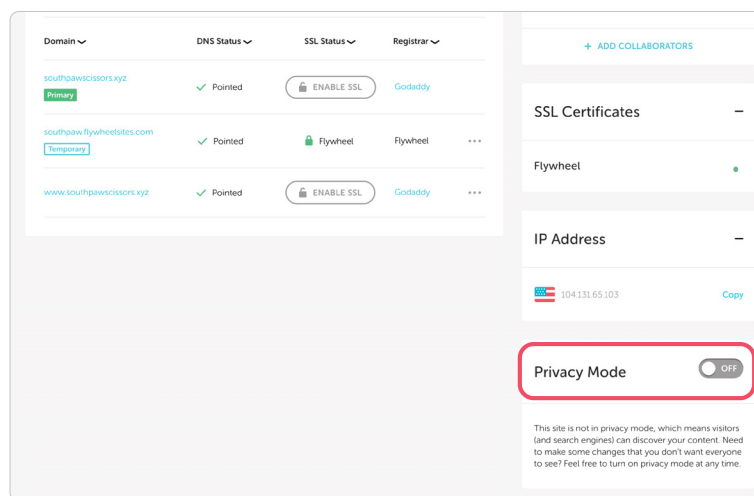 Domain
DNS Status
SSL Status
Registrar
southpawscissors.xyz
Primary
Pointed
ENABLE SSL
Godaddy
southpaw.flywheelsites.com
Temporary
Pointed
Flywheel
Flywheel
www.southpawscissors.xyz
Pointed
ENABLE SSL
Godaddy
+ ADD COLLABORATORS
SSL Certificates
Flywheel
IP Address
104.131.65.103
Copy
Privacy Mode
OFF
This site is not in privacy mode, which means visitors
(and search engines) can discover your content. Need
to make some changes that you don't want everyone
to see? Feel free to turn on privacy mode at any time.